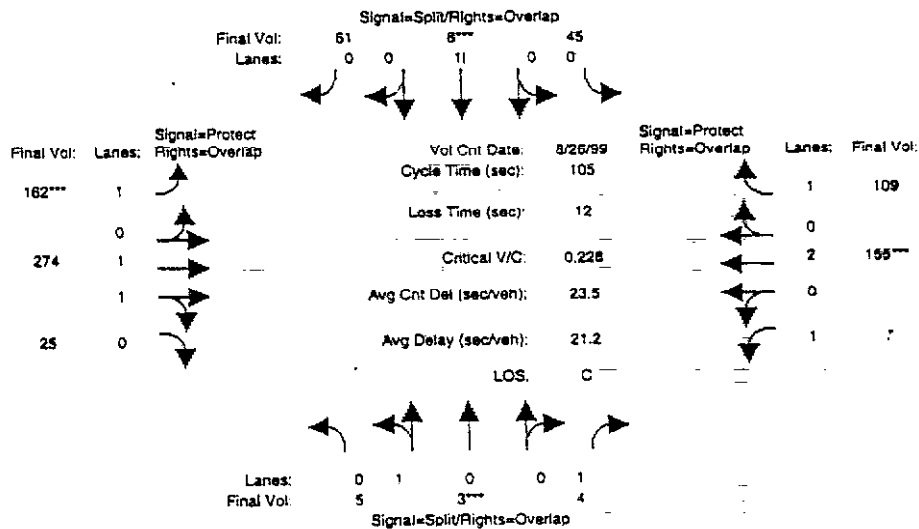 Signal=Split/Rights=Overlap
Final Vol: 61 8*** 45
Lanes: 0 0 1! 0 0
Signal=Protect
Final Vol: Lanes: Rights=Overlap
Vol Cnt Date: 8/26/99
Signal=Protect
Rights=Overlap Lanes: Final Vol:
Cycle Time (sec): 105
162*** 1
1 109
Loss Time (sec): 12
0
0
274 1
Critical V/C: 0.228
2 155***
1
Avg Cnt Del (sec/veh): 23.5
0
25 0
Avg Delay (sec/veh): 21.2
1
LOS: C
Lanes: 0 1 0 0 1
Final Vol: 5 3*** 4
Signal=Split/Rights=Overlap